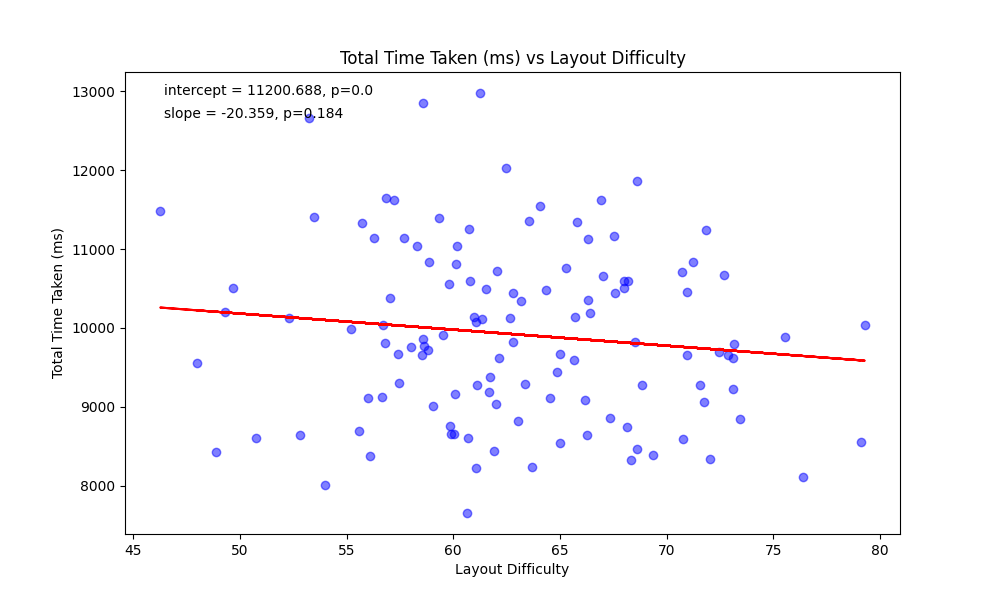 Total Time Taken (ms) vs Layout Difficulty
intercept = 11200.688, p=0.0
slope = -20.359, p=0.184
Total Time Taken (ms)
13000
12000
11000
10000
9000
8000
45 50 55 60 65 70 75 80
Layout Difficulty